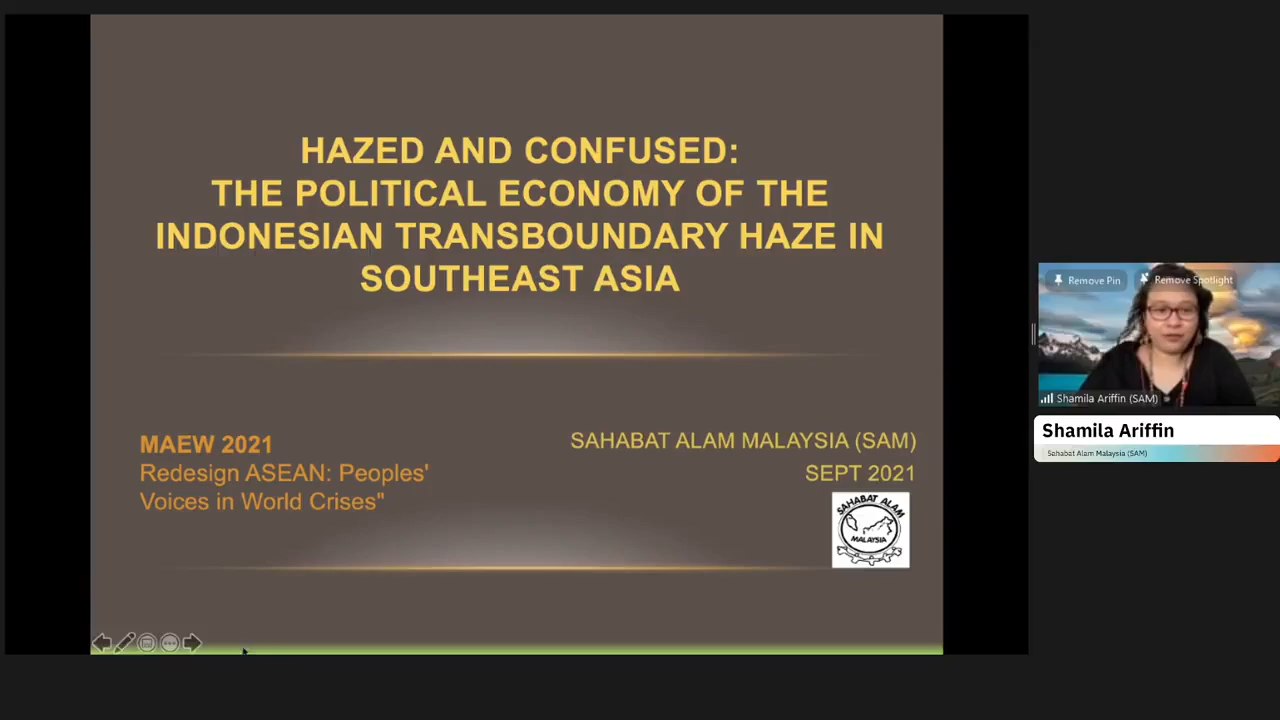 HAZED AND CONFUSED:
THE POLITICAL ECONOMY OF THE
INDONESIAN TRANSBOUNDARY HAZE IN
SOUTHEAST ASIA
MAEW 2021
Redesign ASEAN: Peoples'
Voices in World Crises"
SAHABAT ALAM MALAYSIA (SAM)
SEPT 2021
SAHABAT ALAM
MALAYSIA
Remove Pin
Remove Spotlight
Shamila Ariffin (SAM)
Shamila Ariffin
Sahabat Alam Malaysia (SAM)